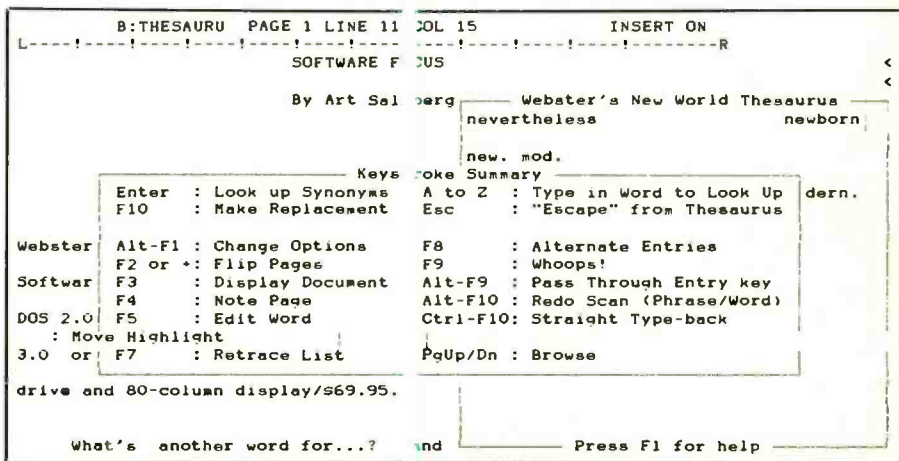 B:THESAURU PAGE 1 LINE 11 COL 15 INSERT ON
L----!----!----!----!----!----!----!----!----!----!--------R
SOFTWARE F CUS <
<
By Art Sal berg Webster's New World Thesaurus
nevertheless newborn
new. mod.
Keys roke Summary
Enter : Look up Synonyms A to Z : Type in Word to Look Up dern.
F10 : Make Replacement Esc : "Escape" from Thesaurus
Webster Alt-F1 : Change Options F8 : Alternate Entries
F2 or +: Flip Pages F9 : Whoops!
Softwar F3 : Display Document Alt-F9 : Pass Through Entry key
F4 : Note Page Alt-F10 : Redo Scan (Phrase/Word)
DOS 2.0 F5 : Edit Word Ctrl-F10: Straight Type-back
: Move Highlight
3.0 or F7 : Retrace List PgUp/Dn : Browse
drive and 80-column display/$69.95.
What's another word for...? and Press F1 for help